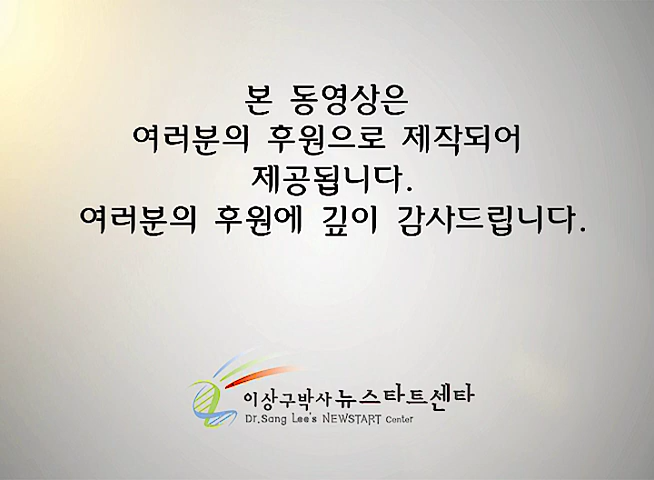 본 동영상은
여러분의 후원으로 제작되어
제공됩니다.
여러분의 후원에 깊이 감사드립니다.
이상구박사 뉴스타트센타
Dr.Sang Lee's NEWSTART Center